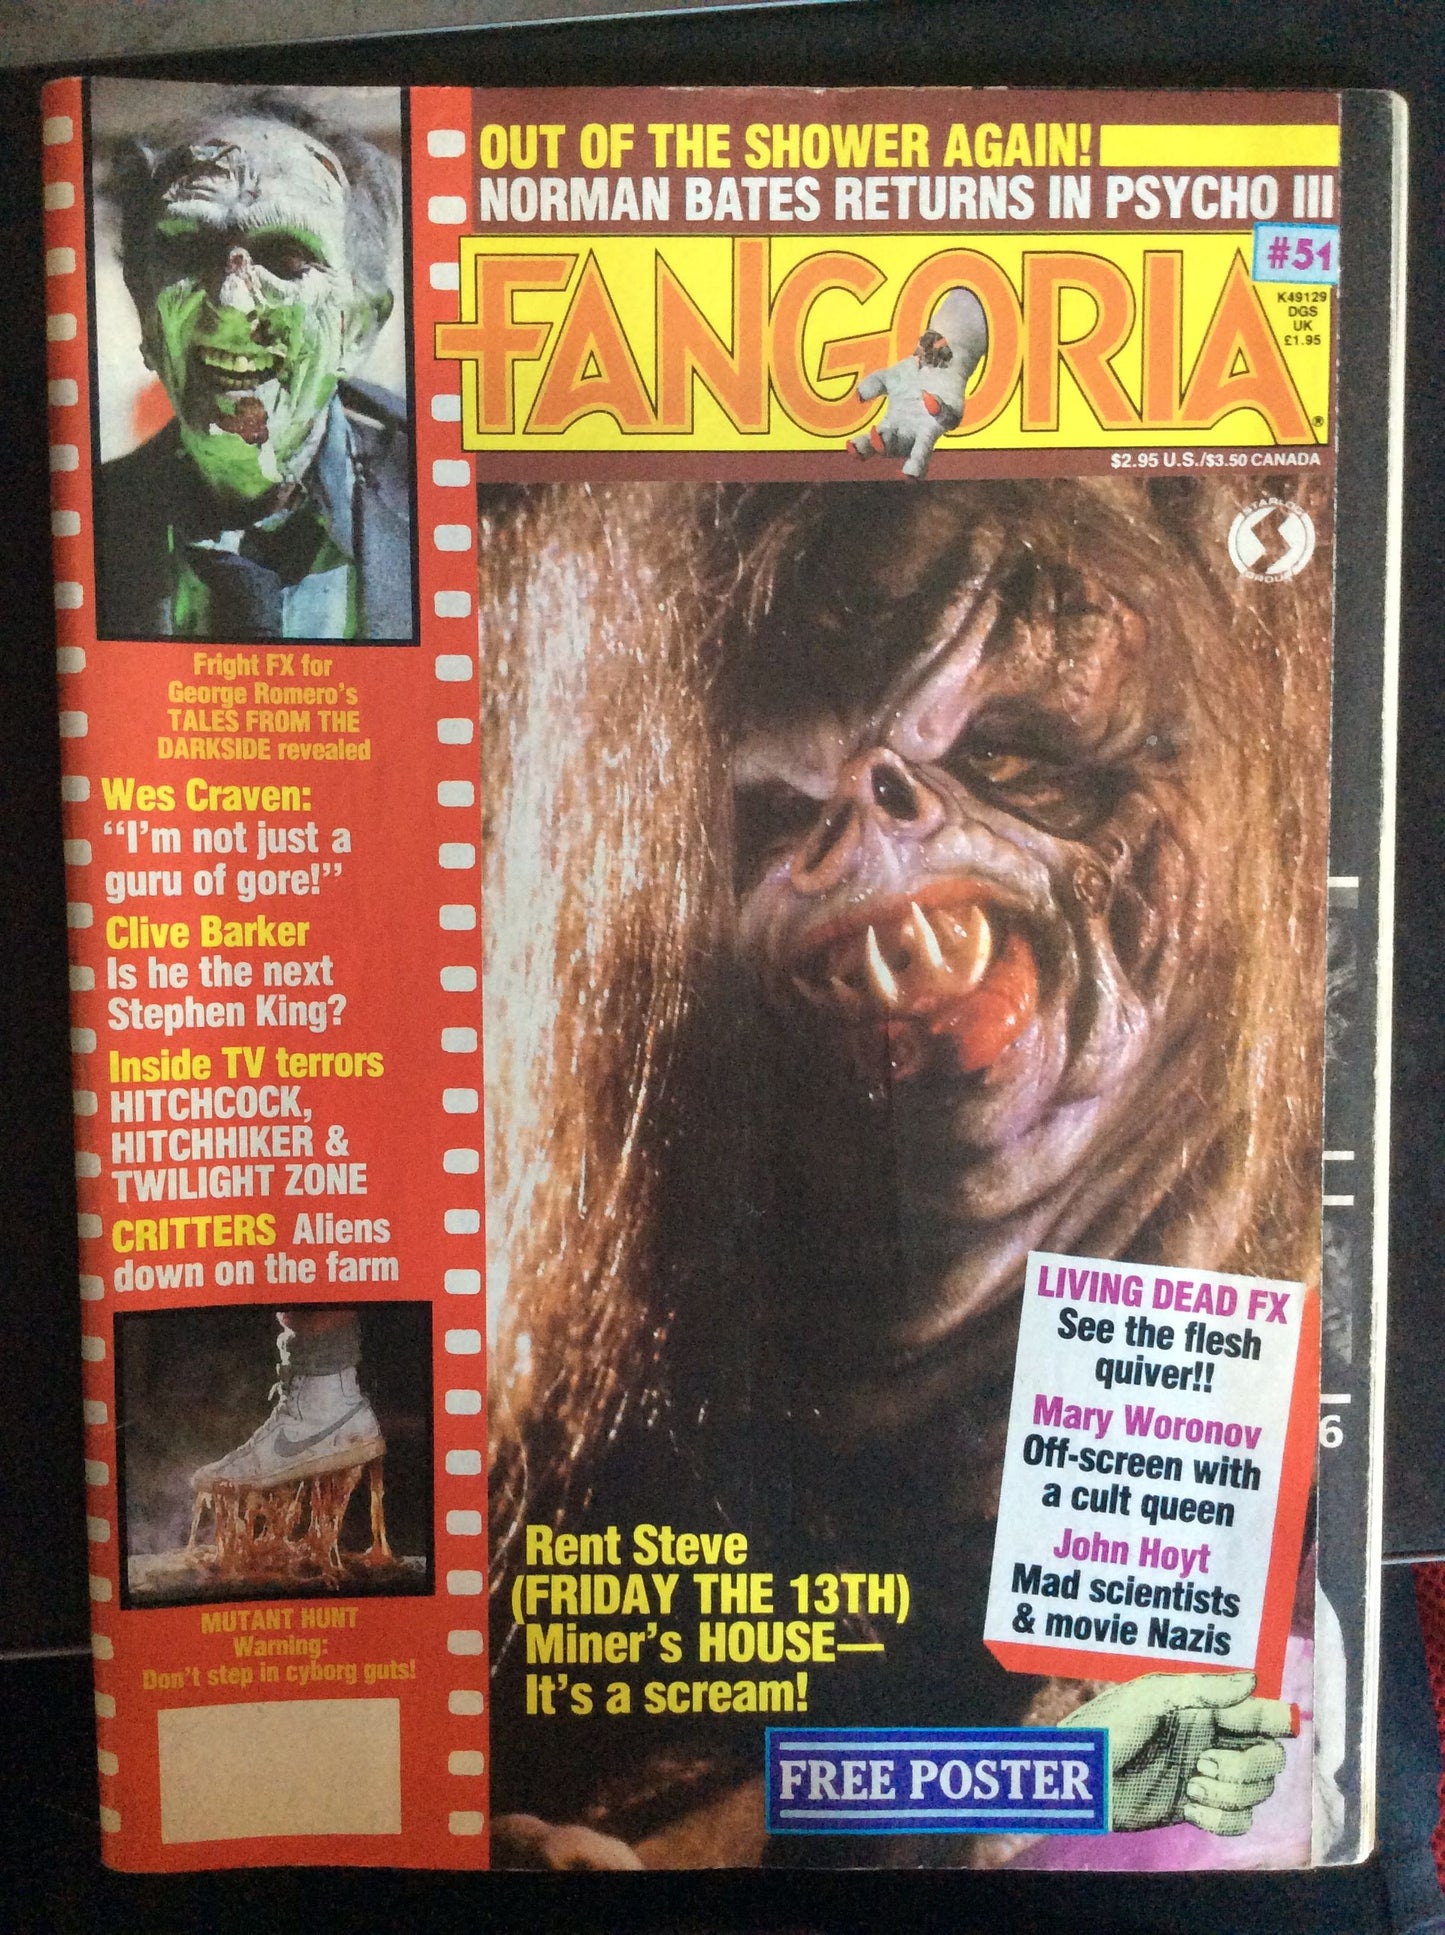 OUT OF THE SHOWER AGAIN!
NORMAN BATES RETURNS IN PSYCHO III
FANGORIA
#51
K49129
DGS
UK
£1.95
®
$2.95 U.S./$3.50 CANADA
STARLOG
GROUP
Fright FX for
George Romero's
TALES FROM THE
DARKSIDE revealed
Wes Craven:
“I'm not just a
guru of gore!”
Clive Barker
Is he the next
Stephen King?
Inside TV terrors
HITCHCOCK,
HITCHHIKER &
TWILIGHT ZONE
CRITTERS Aliens
down on the farm
MUTANT HUNT
Warning:
Don't step in cyborg guts!
Rent Steve
(FRIDAY THE 13TH)
Miner's HOUSE—
It's a scream!
LIVING DEAD FX
See the flesh
quiver!!
Mary Woronov
Off-screen with
a cult queen
John Hoyt
Mad scientists
& movie Nazis
FREE POSTER
6